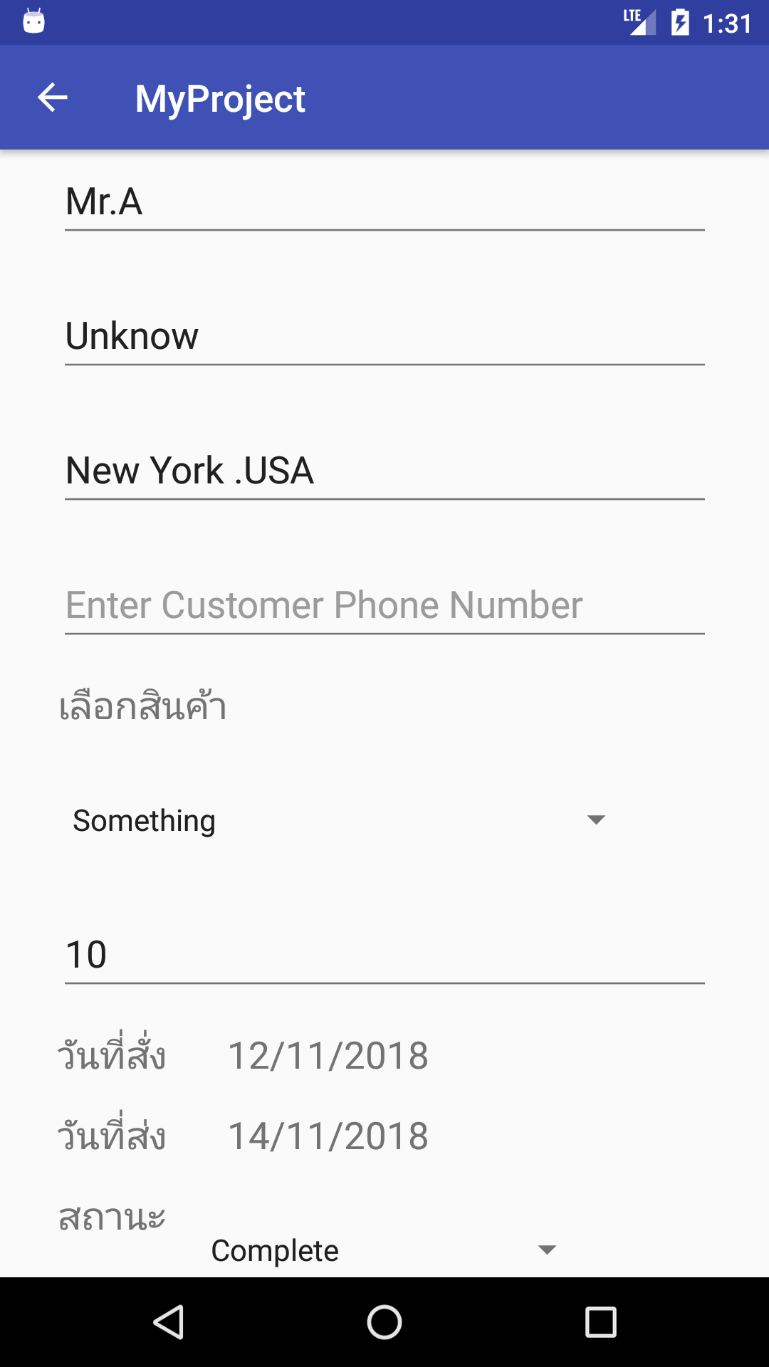 LTE 1:31
MyProject
Mr.A
Unknow
New York .USA
Enter Customer Phone Number
เลือกสินค้า
Something
10
วันที่สั่ง 12/11/2018
วันที่ส่ง 14/11/2018
สถานะ
Complete